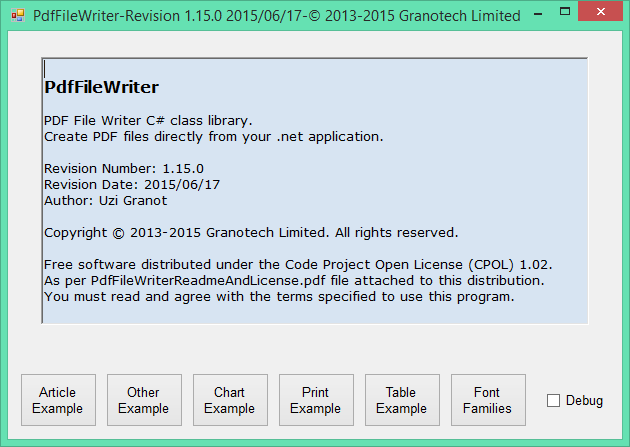 PdfFileWriter-Revision 1.15.0 2015/06/17-© 2013-2015 Granotech Limited
PdfFileWriter
PDF File Writer C# class library.
Create PDF files directly from your .net application.
Revision Number: 1.15.0
Revision Date: 2015/06/17
Author: Uzi Granot
Copyright © 2013-2015 Granotech Limited. All rights reserved.
Free software distributed under the Code Project Open License (CPOL) 1.02.
As per PdfFileWriterReadmeAndLicense.pdf file attached to this distribution.
You must read and agree with the terms specified to use this program.
Article
Example
Other
Example
Chart
Example
Print
Example
Table
Example
Font
Families
Debug